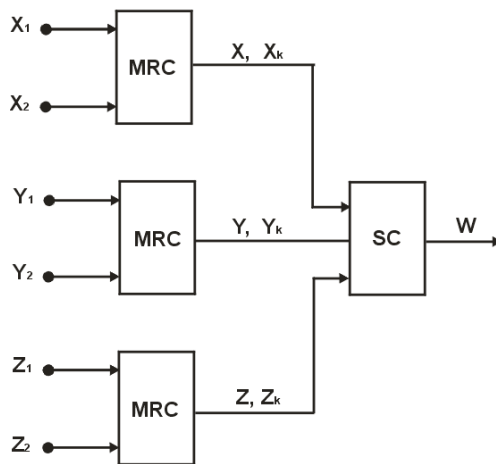 X1
X2
MRC
X, Xk
Y1
Y2
MRC
Y, Yk
SC
W
Z1
Z2
MRC
Z, Zk